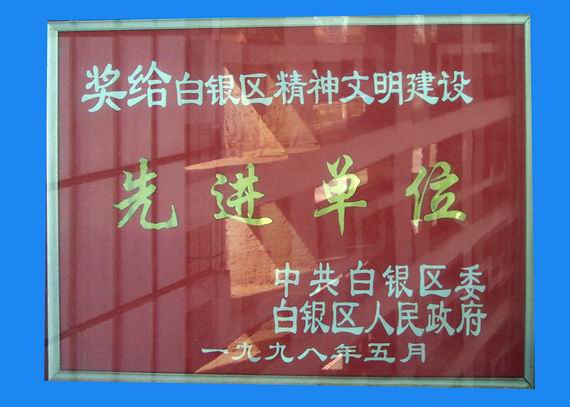 奖给白银区精神文明建设
先进单位
中共白银区委
白银区人民政府
一九九八年五月